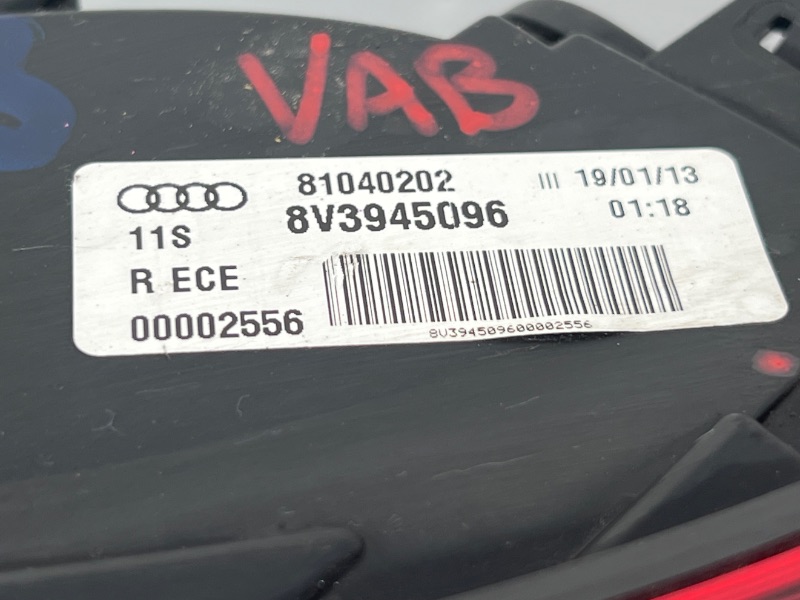 VAB
81040202
III 19/01/13
8V3945096
01:18
11S
R ECE
00002556
8V394509600002556